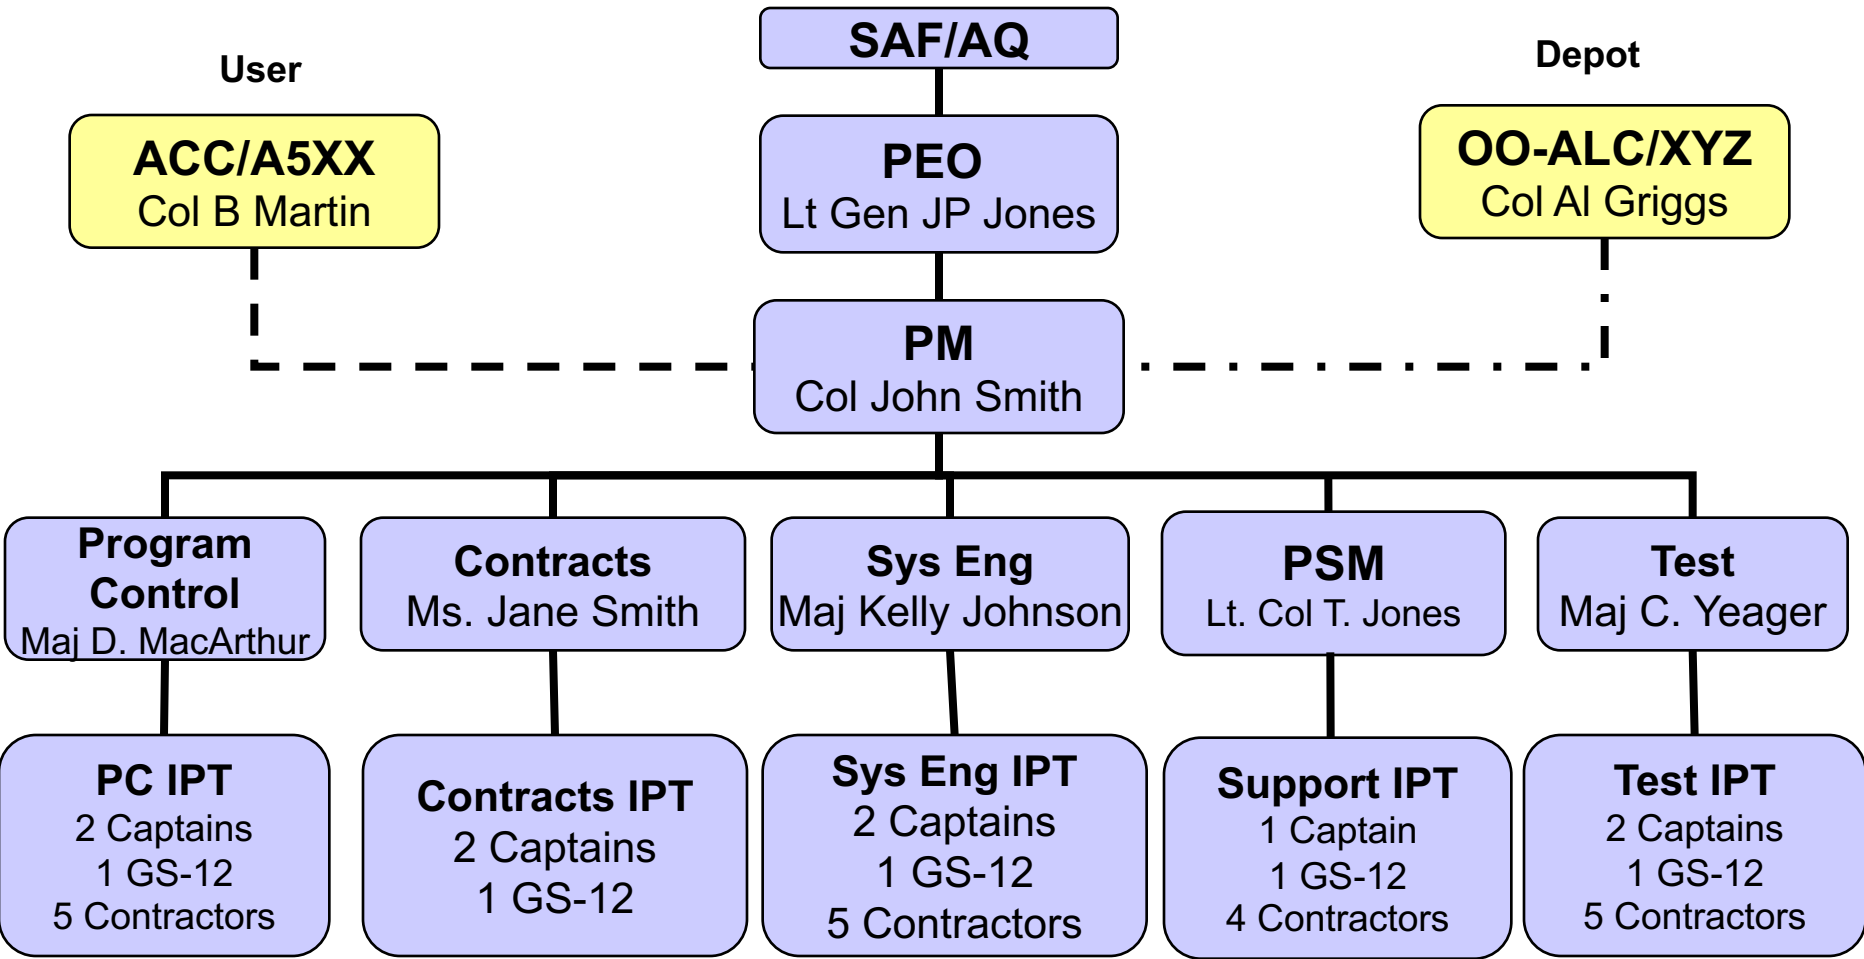 SAF/AQ
User
Depot
ACC/A5XX
Col B Martin
PEO
Lt Gen JP Jones
OO-ALC/XYZ
Col Al Griggs
PM
Col John Smith
Program
Control
Maj D. MacArthur
Contracts
Ms. Jane Smith
Sys Eng
Maj Kelly Johnson
PSM
Lt. Col T. Jones
Test
Maj C. Yeager
PC IPT
2 Captains
1 GS-12
5 Contractors
Contracts IPT
2 Captains
1 GS-12
Sys Eng IPT
2 Captains
1 GS-12
5 Contractors
Support IPT
1 Captain
1 GS-12
4 Contractors
Test IPT
2 Captains
1 GS-12
5 Contractors